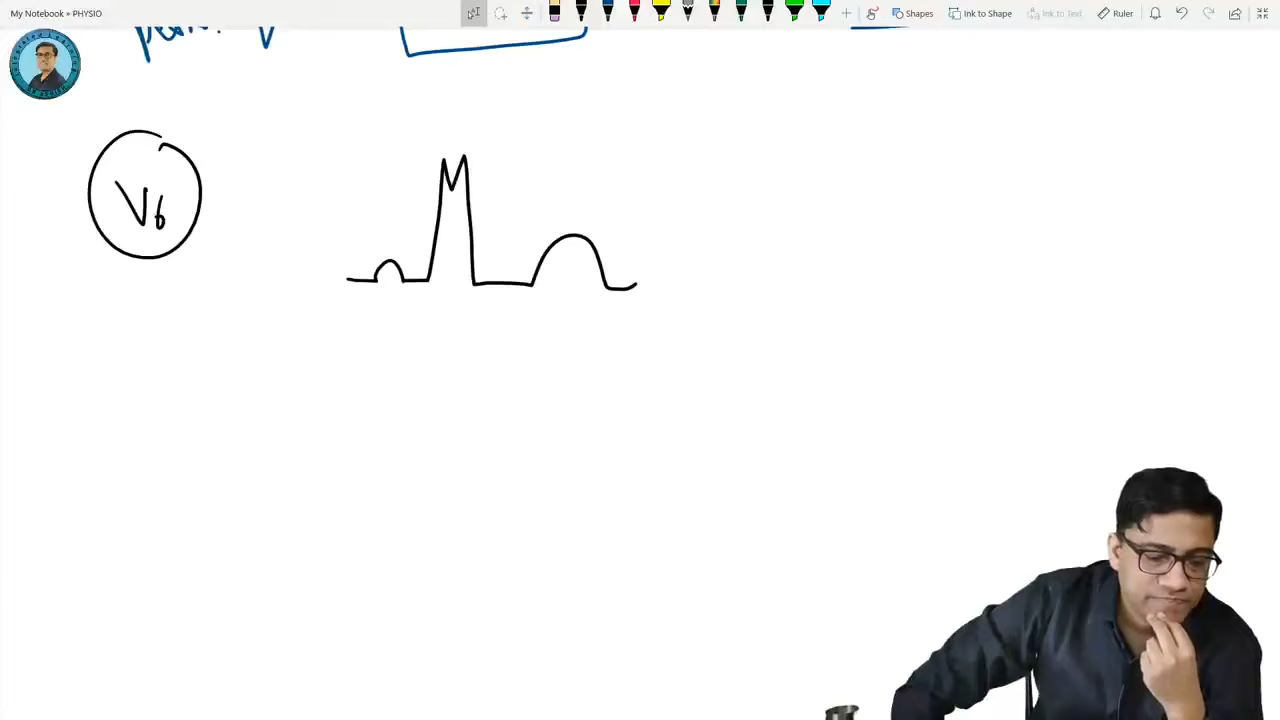 My Notebook » PHYSIO
Shapes
Ink to Shape
Ink to Text
Ruler
V6